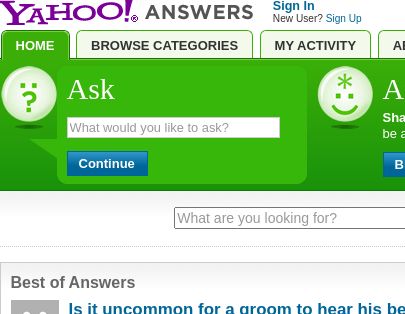 YAHOO! ANSWERS
Sign In
New User? Sign Up
HOME
BROWSE CATEGORIES
MY ACTIVITY
Ask
What would you like to ask?
Continue
Sha
be a
What are you looking for?
Best of Answers
Is it uncommon for a groom to hear his be